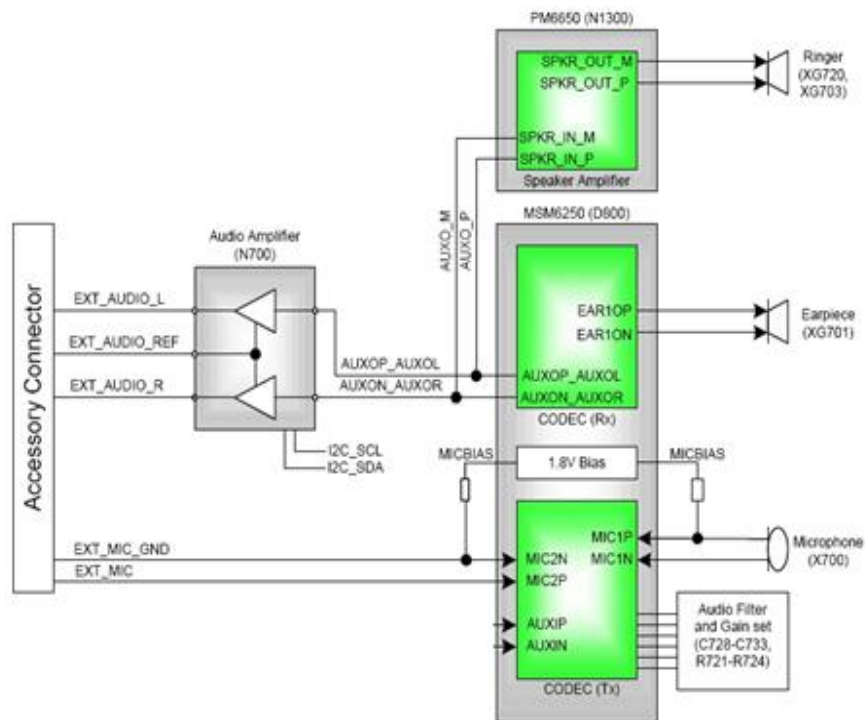 PM6650 (N1300)
SPKR_OUT_M
SPKR_OUT_P
SPKR_IN_M
SPKR_IN_P
Speaker Amplifier
Ringer
(XG720,
XG703)
AUXO_M
AUXO_P
MSM6250 (D800)
Audio Amplifier
(N700)
Accessory Connector
EXT_AUDIO_L
EXT_AUDIO_REF
EXT_AUDIO_R
AUXOP_AUXOL
AUXON_AUXOR
EAR1OP
EAR1ON
AUXOP_AUXOL
AUXON_AUXOR
CODEC (Rx)
Earpiece
(XG701)
I2C_SCL
I2C_SDA
MICBIAS
1.8V Bias
MICBIAS
EXT_MIC_GND
EXT_MIC
MIC1P
MIC1N
MIC2N
MIC2P
AUXIP
AUXIN
CODEC (Tx)
Microphone
(X700)
Audio Filter
and Gain set
(C728-C733,
R721-R724)